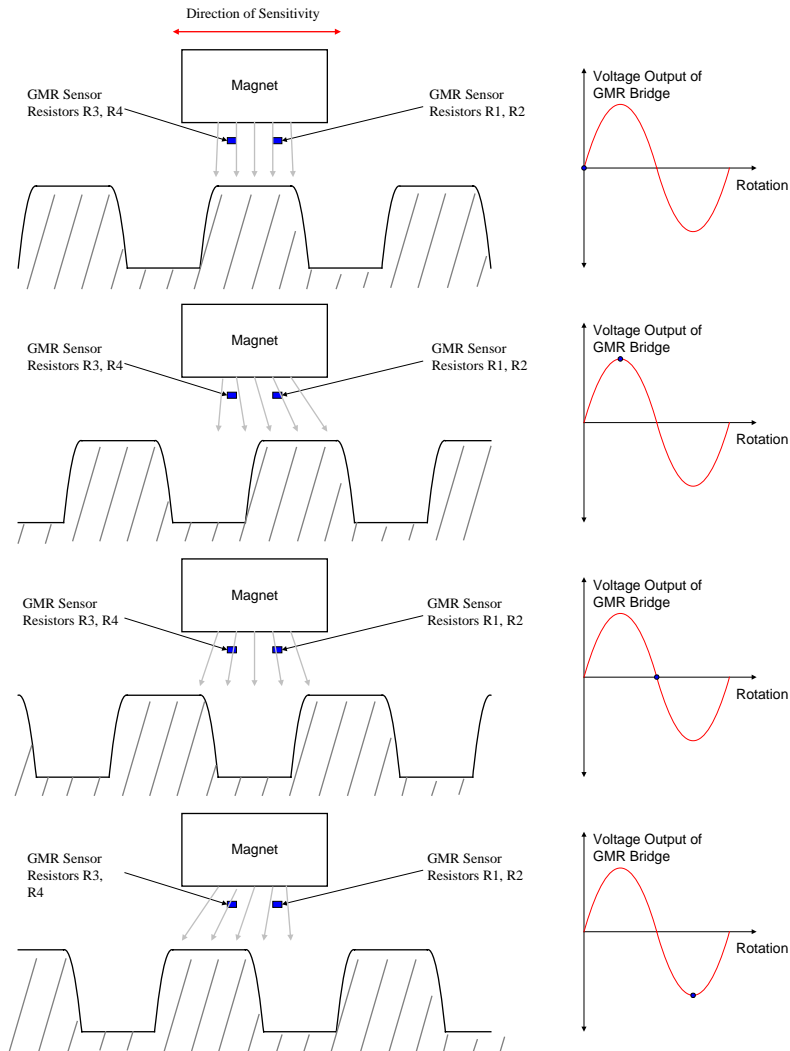 Direction of Sensitivity
Magnet
GMR Sensor
Resistors R3, R4
GMR Sensor
Resistors R1, R2
Voltage Output of
GMR Bridge
Rotation
Magnet
GMR Sensor
Resistors R3, R4
GMR Sensor
Resistors R1, R2
Voltage Output of
GMR Bridge
Rotation
Magnet
GMR Sensor
Resistors R3, R4
GMR Sensor
Resistors R1, R2
Voltage Output of
GMR Bridge
Rotation
Magnet
GMR Sensor
Resistors R3,
R4
GMR Sensor
Resistors R1, R2
Voltage Output of
GMR Bridge
Rotation